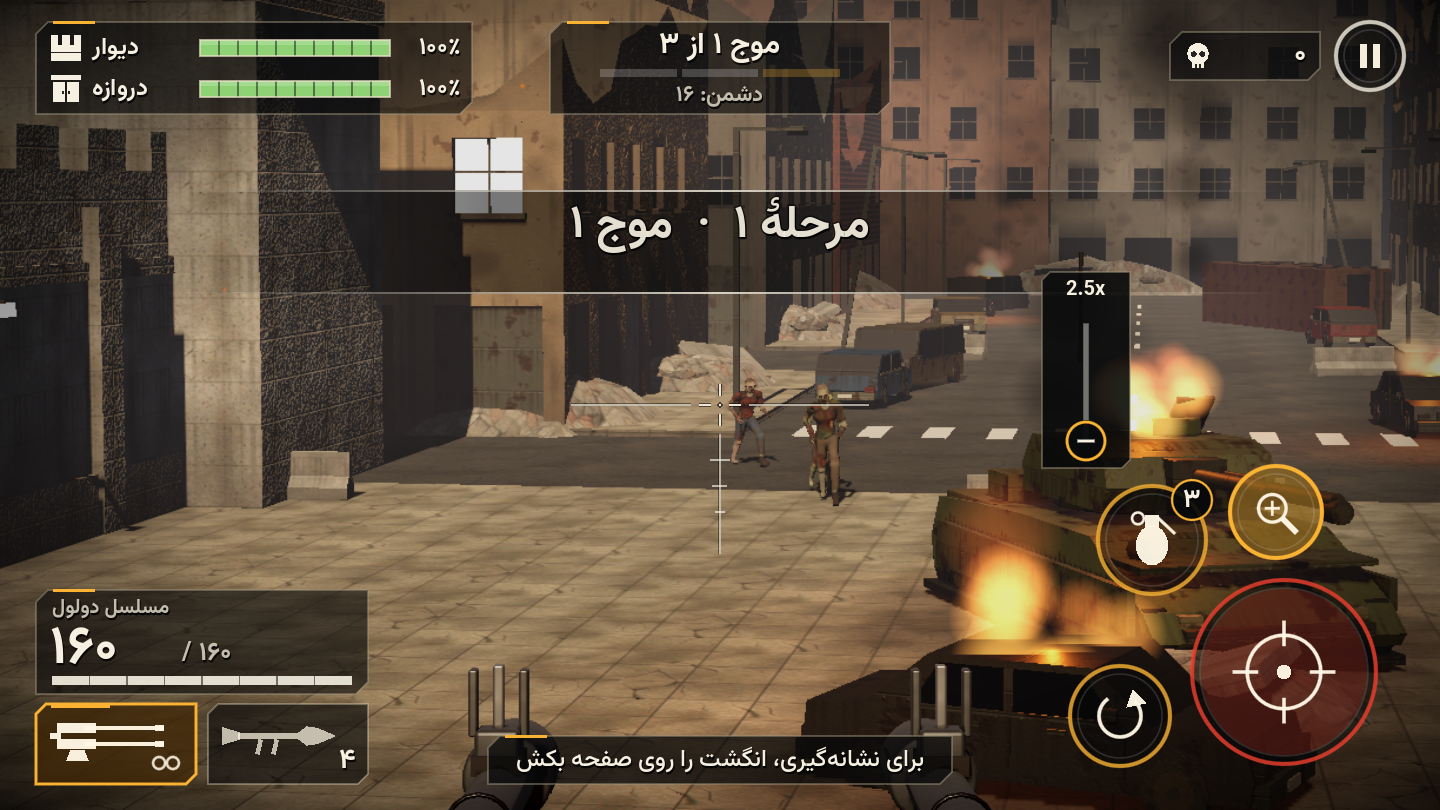 دیوار ۱۰۰٪
دروازه ۱۰۰٪
موج ۱ از ۳
دشمن: ۱۶
۰
مرحلهٔ ۱ · موج ۱
2.5x
۳
مسلسل دولول
۱۶۰ / ۱۶۰
∞
۴
برای نشانه‌گیری، انگشت را روی صفحه بکش